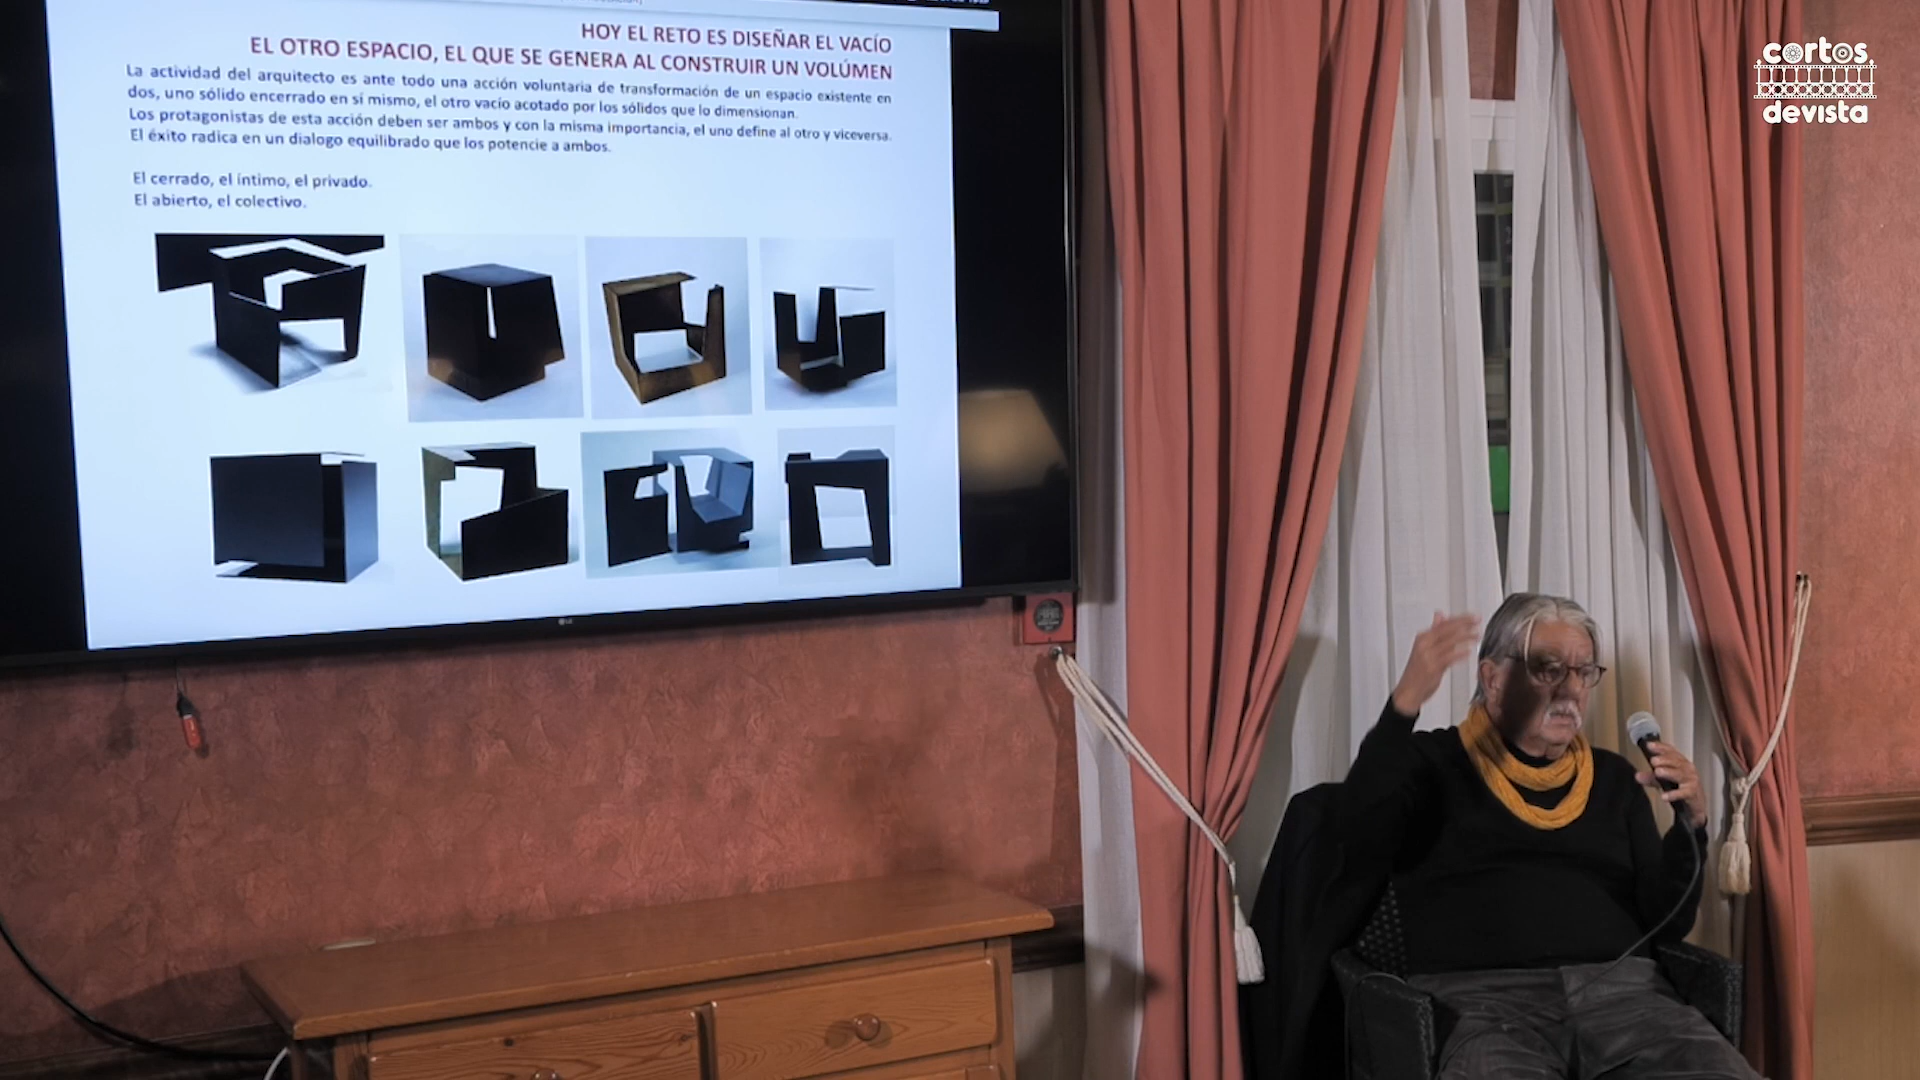 HOY EL RETO ES DISEÑAR EL VACÍO
EL OTRO ESPACIO, EL QUE SE GENERA AL CONSTRUIR UN VOLÚMEN
La actividad del arquitecto es ante todo una acción voluntaria de transformación de un espacio existente en
dos, uno sólido encerrado en sí mismo, el otro vacío acotado por los sólidos que lo dimensionan.
Los protagonistas de esta acción deben ser ambos y con la misma importancia, el uno define al otro y viceversa.
El éxito radica en un dialogo equilibrado que los potencie a ambos.
El cerrado, el íntimo, el privado.
El abierto, el colectivo.
LG
cortos
devista